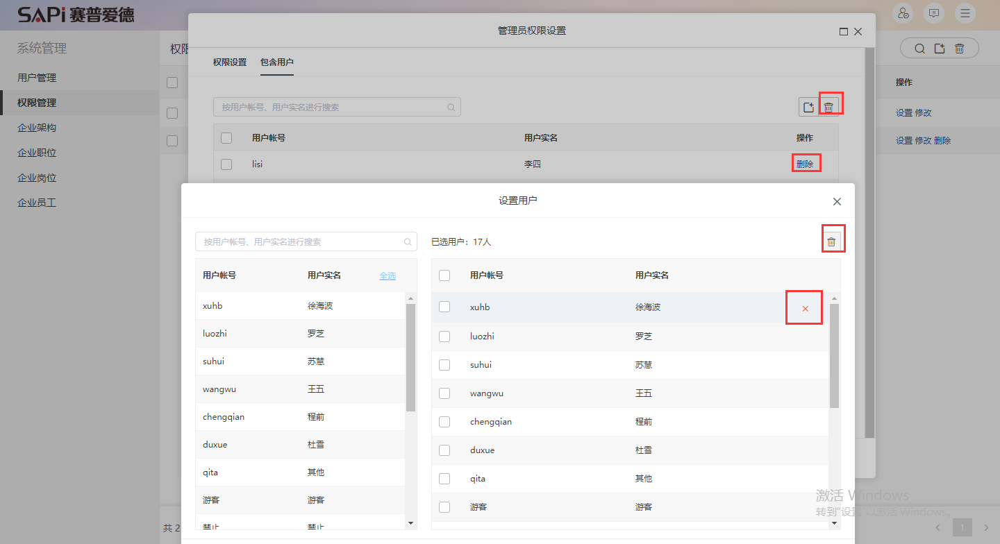 SAPi 赛普爱德
系统管理
用户管理
权限管理
企业架构
企业职位
企业岗位
企业员工
权限
共 2
管理员权限设置
权限设置 包含用户
按用户帐号、用户实名进行搜索
用户帐号 用户实名 操作
lisi 李四 删除
操作
设置 修改
设置 修改 删除
设置用户
按用户帐号、用户实名进行搜索
用户帐号 用户实名 全选
xuhb 徐海波
luozhi 罗芝
suhui 苏慧
wangwu 王五
chengqian 程前
duxue 杜雪
qita 其他
游客 游客
禁止 禁止
已选用户：17人
用户帐号 用户实名
xuhb 徐海波
luozhi 罗芝
suhui 苏慧
wangwu 王五
chengqian 程前
duxue 杜雪
qita 其他
游客 游客
激活 Windows
转到"设置"以激活 Windows。
1